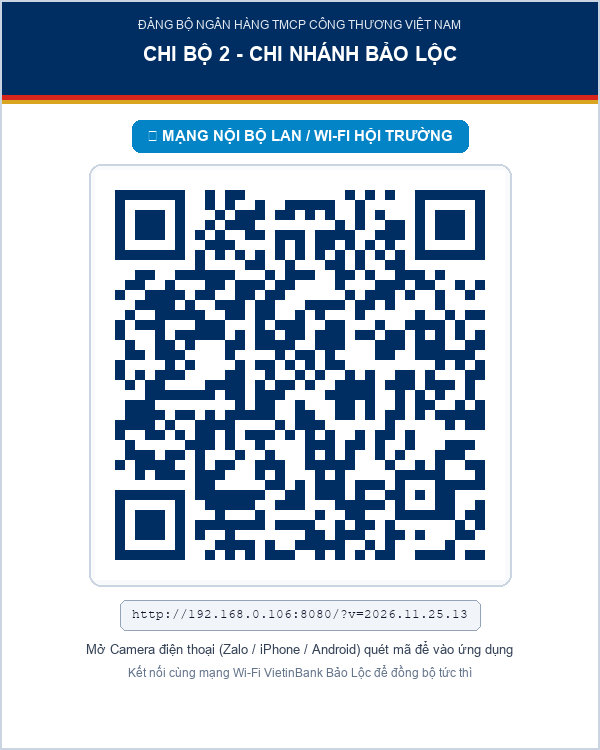 ĐẢNG BỘ NGÂN HÀNG TMCP CÔNG THƯƠNG VIỆT NAM
CHI BỘ 2 - CHI NHÁNH BẢO LỘC
MẠNG NỘI BỘ LAN / WI-FI HỘI TRƯỜNG
http://192.168.0.106:8080/?v=2026.11.25.13
Mở Camera điện thoại (Zalo / iPhone / Android) quét mã để vào ứng dụng
Kết nối cùng mạng Wi-Fi VietinBank Bảo Lộc để đồng bộ tức thì